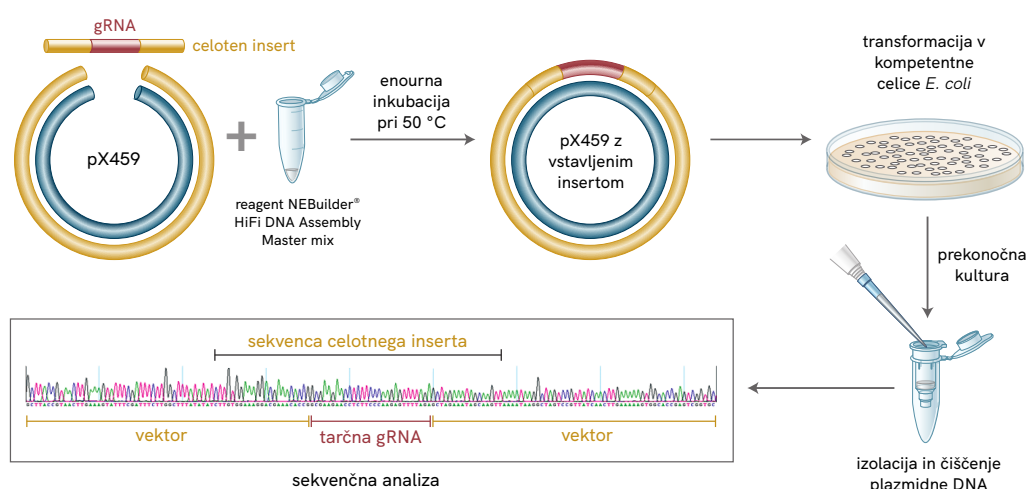 gRNA
celoten insert
pX459
reagent NEBuilder®
HiFi DNA Assembly
Master mix
enourna
inkubacija
pri 50 °C
pX459 z
vstavljenim
insertom
transformacija v
kompetentne
celice E. coli
prekonočna
kultura
izolacija in čiščenje
plazmidne DNA
sekvenca celotnega inserta
vektor
tarčna gRNA
vektor
sekvenčna analiza